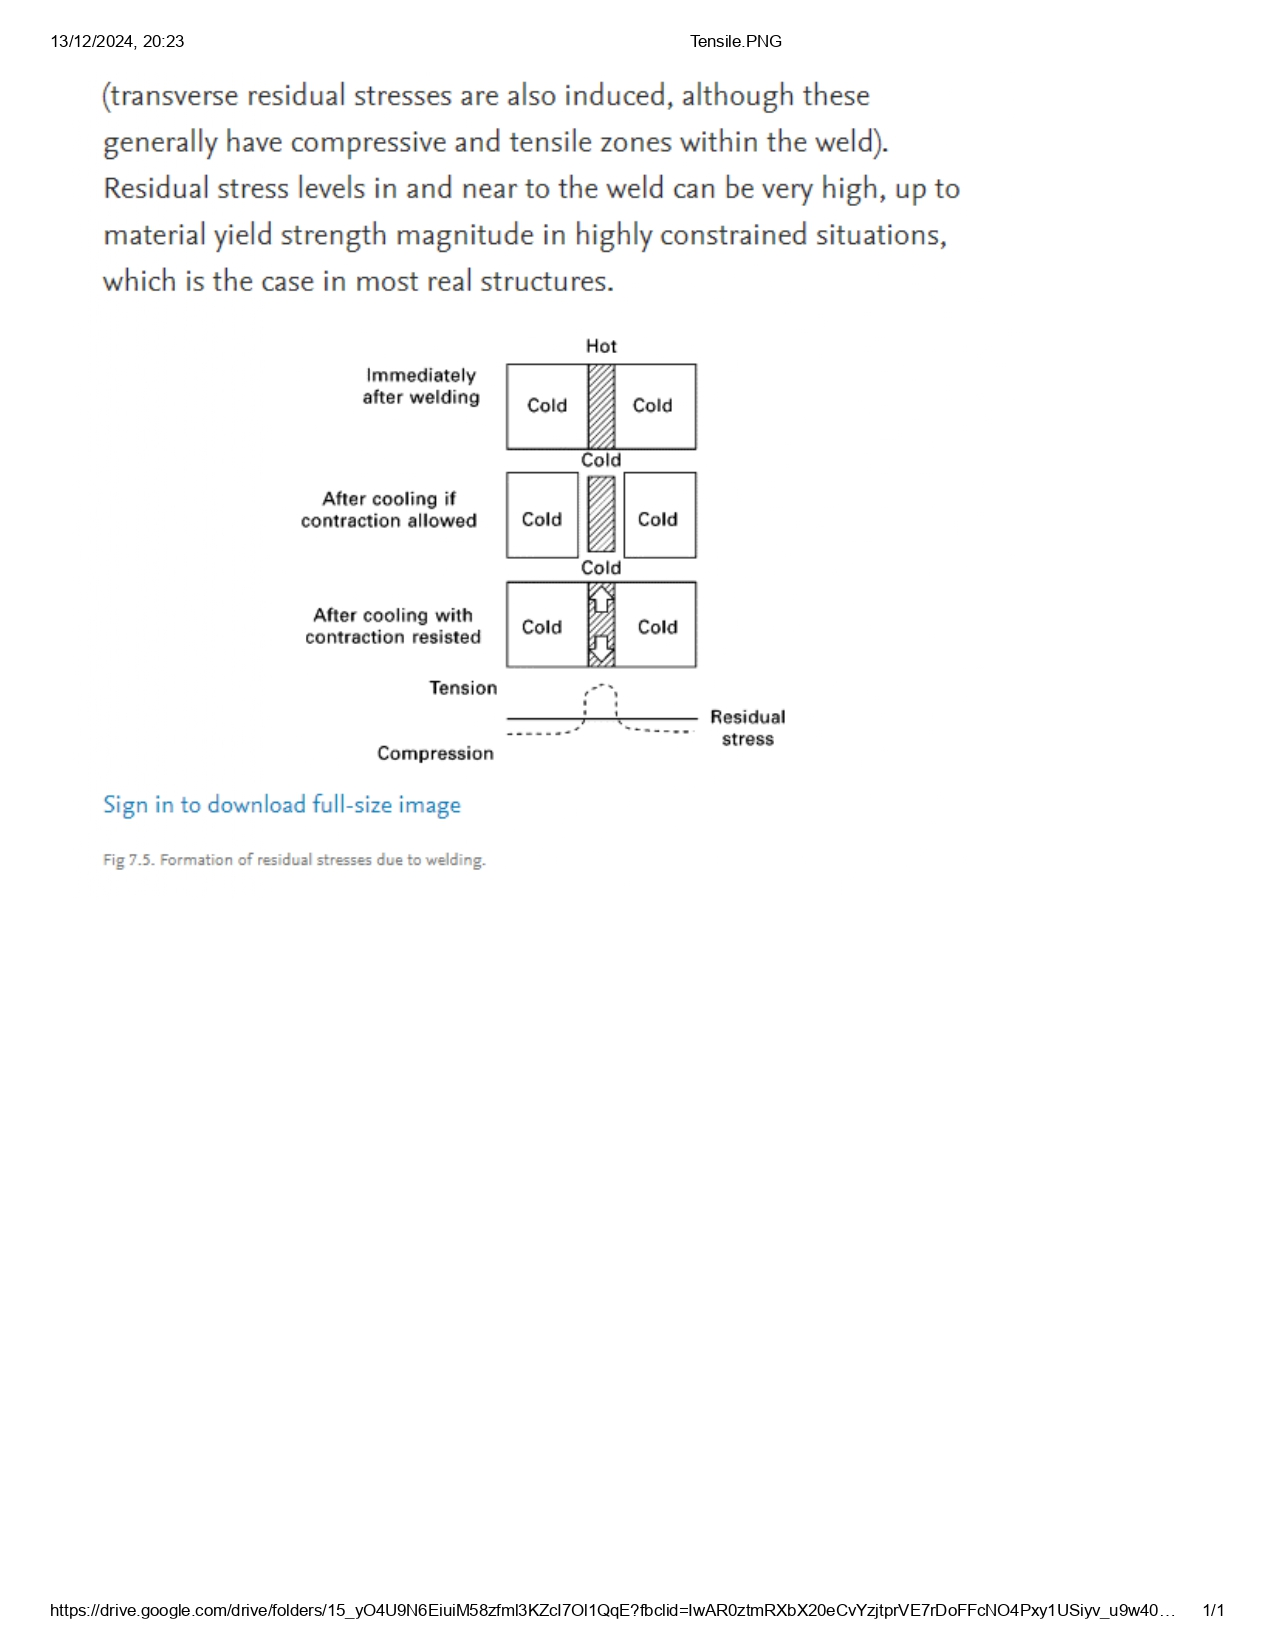 13/12/2024, 20:23 Tensile.PNG
(transverse residual stresses are also induced, although these
generally have compressive and tensile zones within the weld).
Residual stress levels in and near to the weld can be very high, up to
material yield strength magnitude in highly constrained situations,
which is the case in most real structures.
Hot
Immediately
after welding
Cold Cold
Cold
After cooling if
contraction allowed
Cold Cold
Cold
After cooling with
contraction resisted
Cold Cold
Tension
Residual
stress
Compression
Sign in to download full-size image
Fig 7.5. Formation of residual stresses due to welding.
https://drive.google.com/drive/folders/15_yO4U9N6EiuiM58zfmI3KZcI7Ol1QqE?fbclid=IwAR0ztmRXbX20eCvYzjtprVE7rDoFFcNO4Pxy1USiyv_u9w40… 1/1